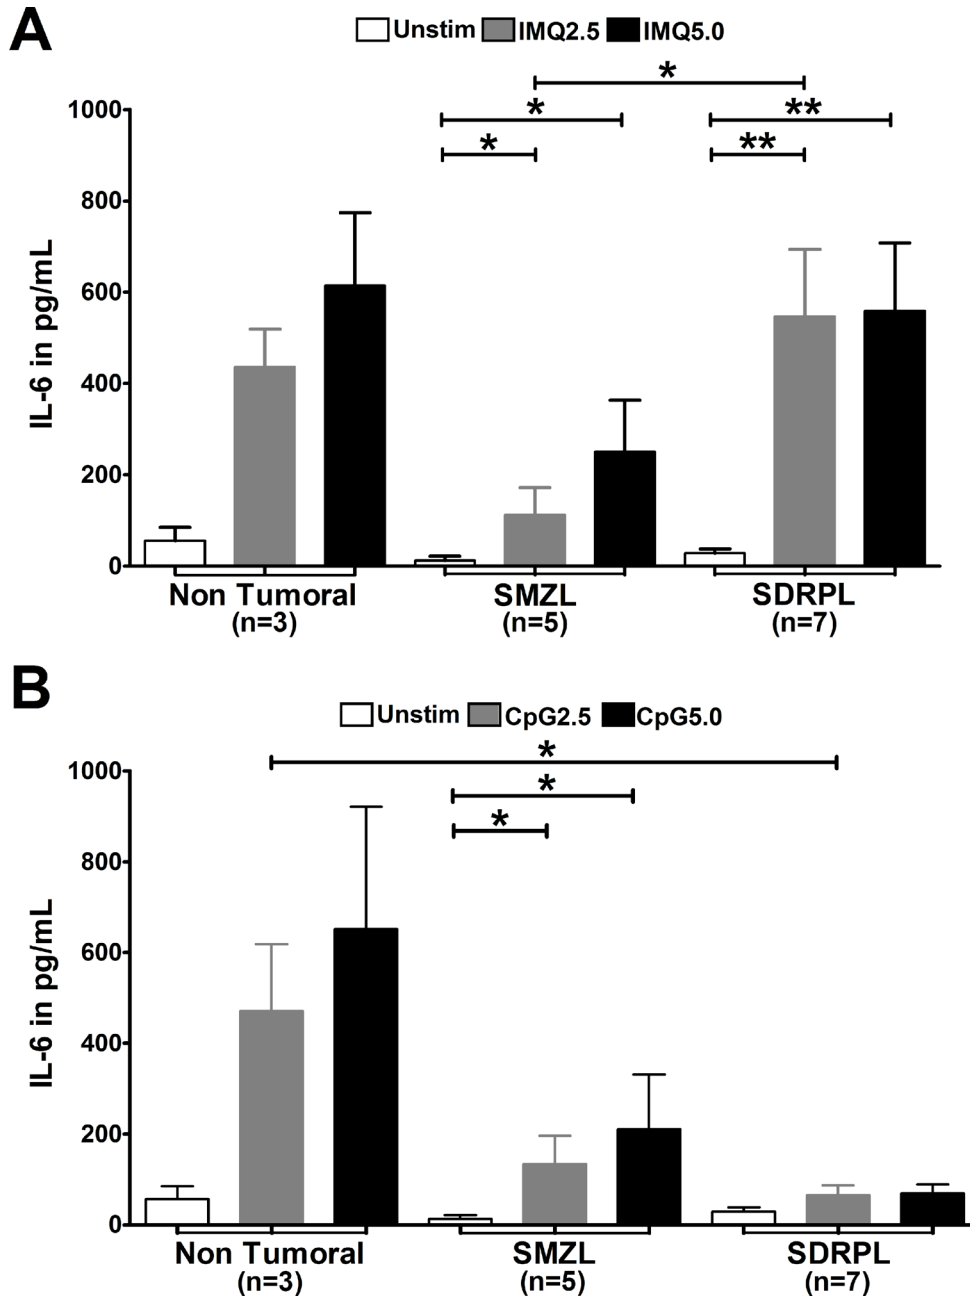 A
Unstim IMQ2.5 IMQ5.0
*
* **
* **
1000
800
600
400
200
0
IL-6 in pg/mL
Non Tumoral SMZL SDRPL
(n=3) (n=5) (n=7)
B
Unstim CpG2.5 CpG5.0
*
*
*
1000
800
600
400
200
0
IL-6 in pg/mL
Non Tumoral SMZL SDRPL
(n=3) (n=5) (n=7)